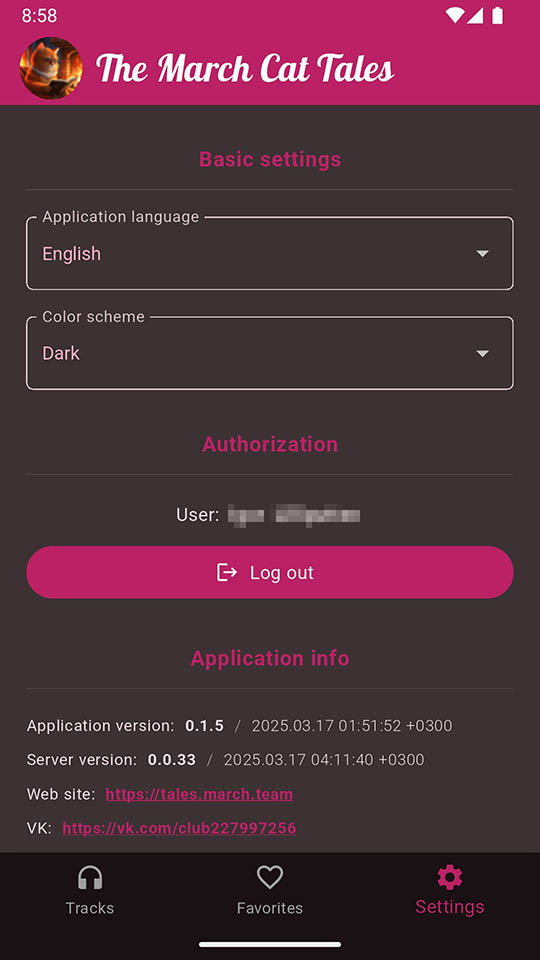 8:58
The March Cat Tales
Basic settings
Application language
English
Color scheme
Dark
Authorization
User:
Log out
Application info
Application version: 0.1.5 / 2025.03.17 01:51:52 +0300
Server version: 0.0.33 / 2025.03.17 04:11:40 +0300
Web site: https://tales.march.team
VK: https://vk.com/club227997256
Tracks Favorites Settings